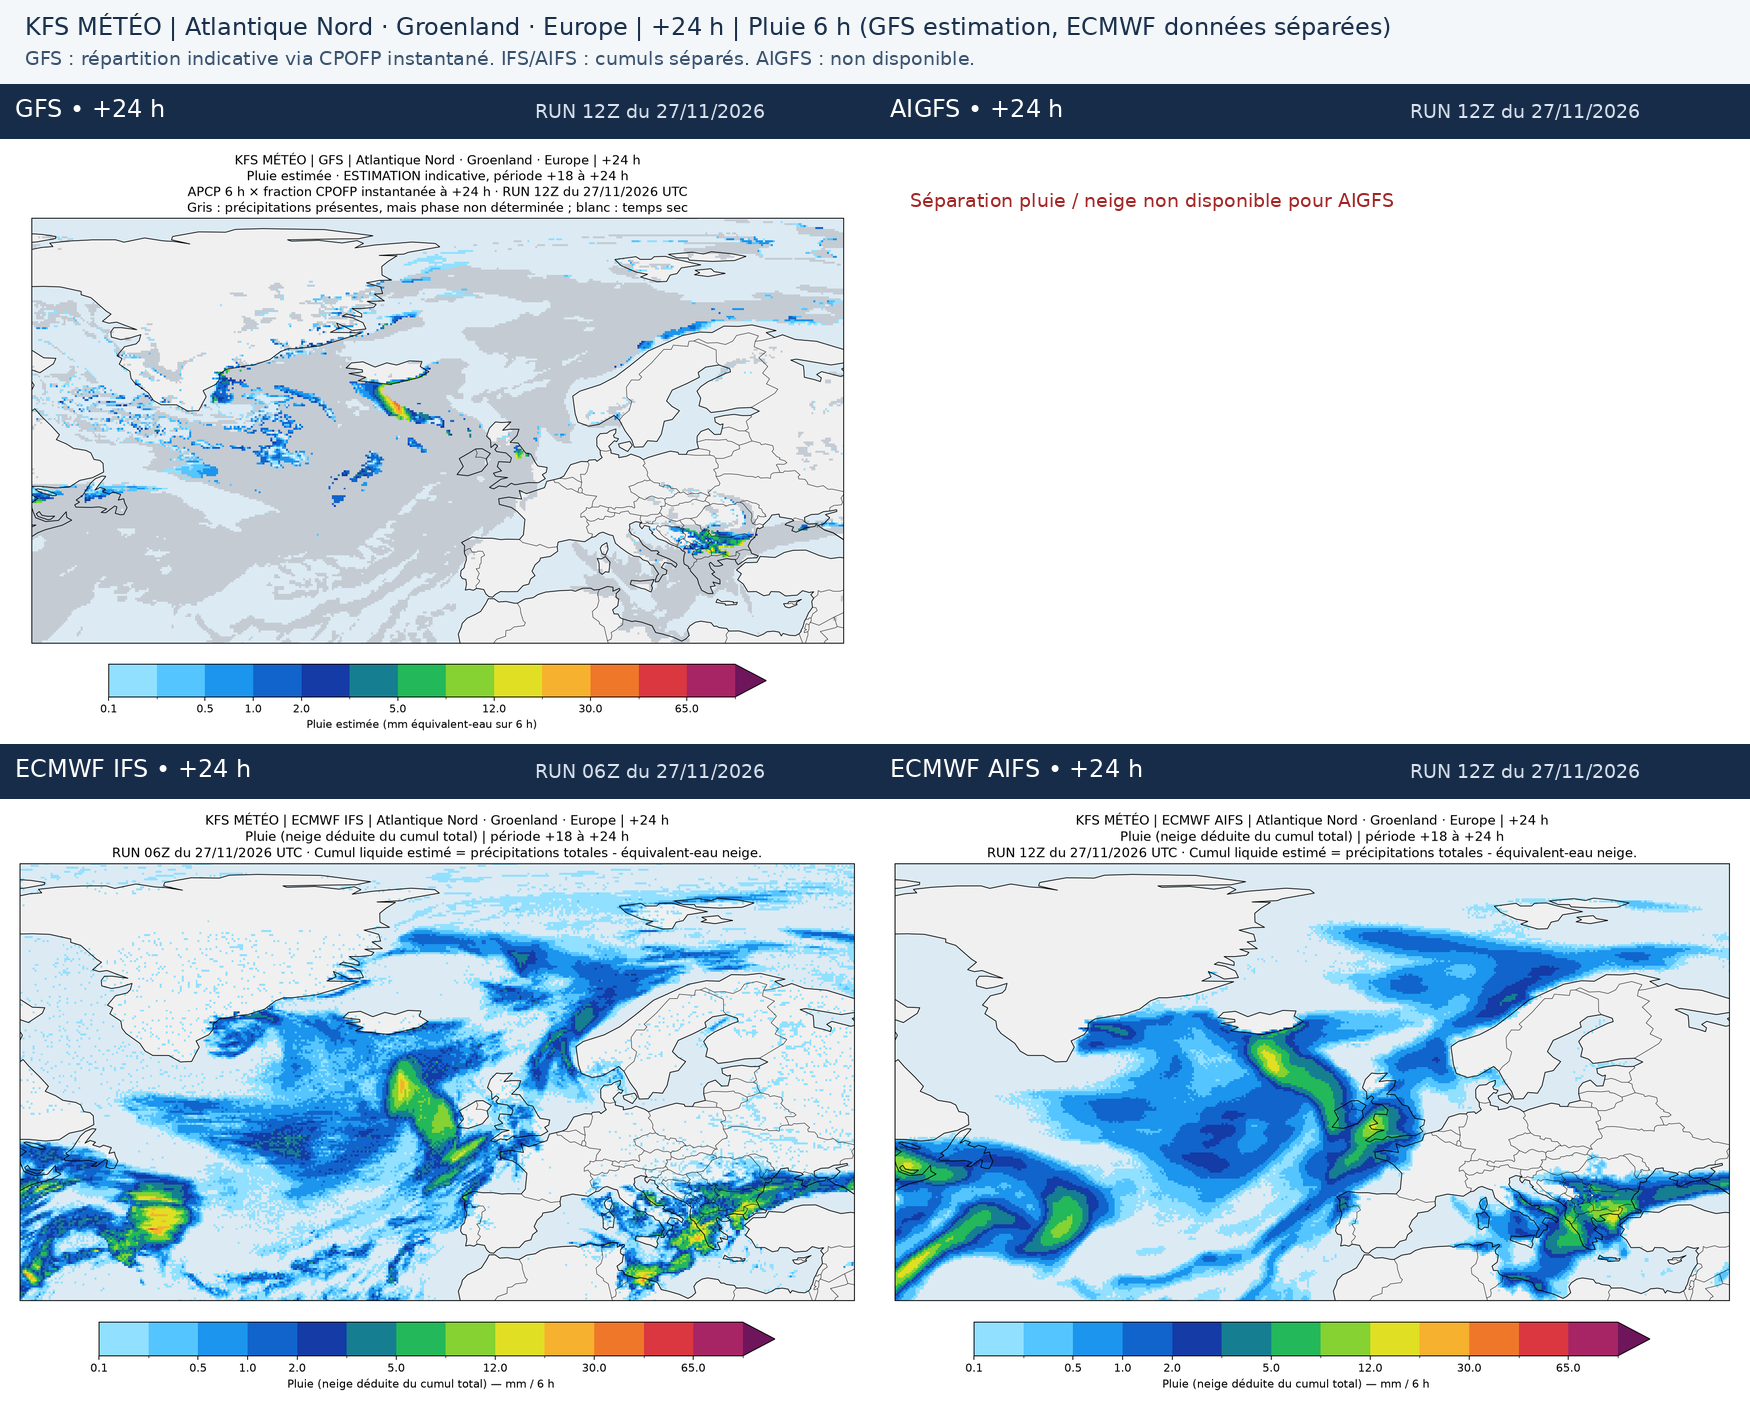 KFS MÉTÉO | Atlantique Nord · Groenland · Europe | +24 h | Pluie 6 h (GFS estimation, ECMWF données séparées)
GFS : répartition indicative via CPOFP instantané. IFS/AIFS : cumuls séparés. AIGFS : non disponible.
GFS • +24 h
RUN 12Z du 27/11/2026
AIGFS • +24 h
RUN 12Z du 27/11/2026
KFS MÉTÉO | GFS | Atlantique Nord · Groenland · Europe | +24 h
Pluie estimée · ESTIMATION indicative, période +18 à +24 h
APCP 6 h × fraction CPOFP instantanée à +24 h · RUN 12Z du 27/11/2026 UTC
Gris : précipitations présentes, mais phase non déterminée ; blanc : temps sec
Séparation pluie / neige non disponible pour AIGFS
0.1 0.5 1.0 2.0 5.0 12.0 30.0 65.0
Pluie estimée (mm équivalent-eau sur 6 h)
ECMWF IFS • +24 h
RUN 06Z du 27/11/2026
ECMWF AIFS • +24 h
RUN 12Z du 27/11/2026
KFS MÉTÉO | ECMWF IFS | Atlantique Nord · Groenland · Europe | +24 h
Pluie (neige déduite du cumul total) | période +18 à +24 h
RUN 06Z du 27/11/2026 UTC · Cumul liquide estimé = précipitations totales - équivalent-eau neige.
0.1 0.5 1.0 2.0 5.0 12.0 30.0 65.0
Pluie (neige déduite du cumul total) — mm / 6 h
KFS MÉTÉO | ECMWF AIFS | Atlantique Nord · Groenland · Europe | +24 h
Pluie (neige déduite du cumul total) | période +18 à +24 h
RUN 12Z du 27/11/2026 UTC · Cumul liquide estimé = précipitations totales - équivalent-eau neige.
0.1 0.5 1.0 2.0 5.0 12.0 30.0 65.0
Pluie (neige déduite du cumul total) — mm / 6 h